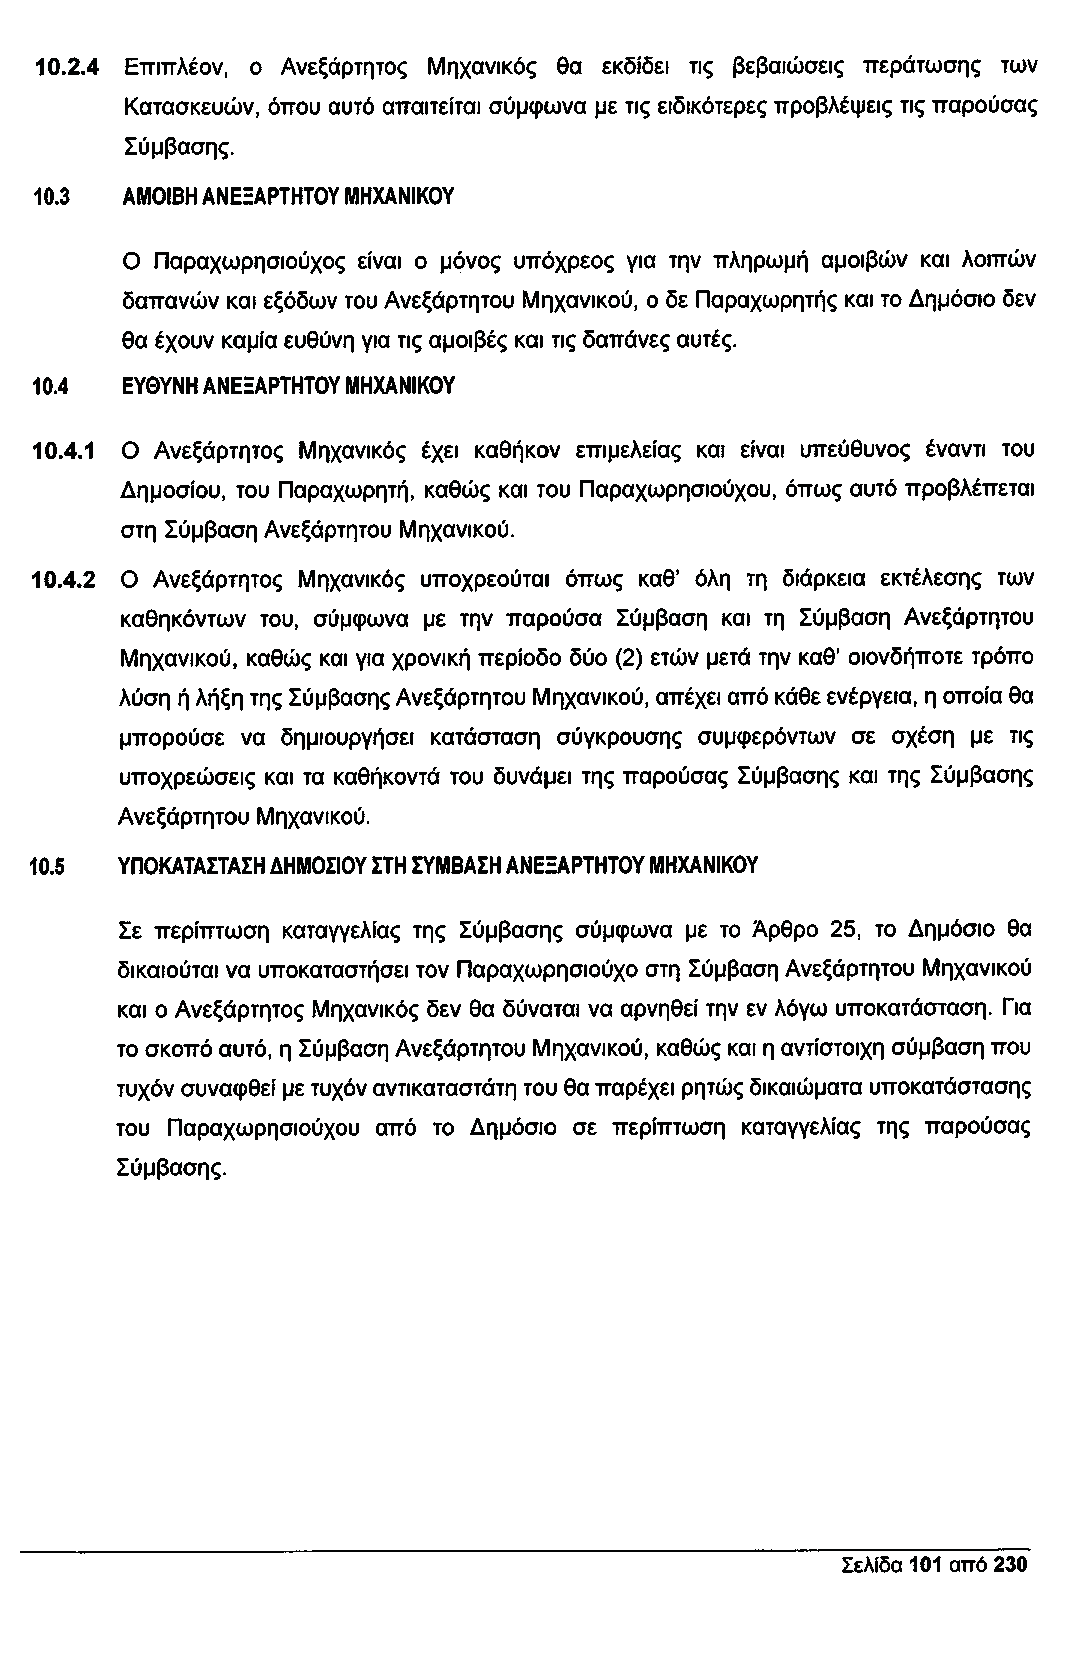 10.2.4 Επιπλέον, ο Ανεξάρτητος Μηχανικός θα εκδίδει τις βεβαιώσεις περάτωσης των
Κατασκευών, όπου αυτό απαιτείται σύμφωνα με τις ειδικότερες προβλέψεις τις παρούσας
Σύμβασης.
10.3 ΑΜΟΙΒΗ ΑΝΕΞΑΡΤΗΤΟΥ ΜΗΧΑΝΙΚΟΥ
Ο Παραχωρησιούχος είναι ο μόνος υπόχρεος για την πληρωμή αμοιβών και λοιπών
δαπανών και εξόδων του Ανεξάρτητου Μηχανικού, ο δε Παραχωρητής και το Δημόσιο δεν
θα έχουν καμία ευθύνη για τις αμοιβές και τις δαπάνες αυτές.
10.4 ΕΥΘΥΝΗ ΑΝΕΞΑΡΤΗΤΟΥ ΜΗΧΑΝΙΚΟΥ
10.4.1 Ο Ανεξάρτητος Μηχανικός έχει καθήκον επιμελείας και είναι υπεύθυνος έναντι του
Δημοσίου, του Παραχωρητή, καθώς και του Παραχωρησιούχου, όπως αυτό προβλέπεται
στη Σύμβαση Ανεξάρτητου Μηχανικού.
10.4.2 Ο Ανεξάρτητος Μηχανικός υποχρεούται όπως καθ' όλη τη διάρκεια εκτέλεσης των
καθηκόντων του, σύμφωνα με την παρούσα Σύμβαση και τη Σύμβαση Ανεξάρτητου
Μηχανικού, καθώς και για χρονική περίοδο δύο (2) ετών μετά την καθ' οιονδήποτε τρόπο
λύση ή λήξη της Σύμβασης Ανεξάρτητου Μηχανικού, απέχει από κάθε ενέργεια, η οποία θα
μπορούσε να δημιουργήσει κατάσταση σύγκρουσης συμφερόντων σε σχέση με τις
υποχρεώσεις και τα καθήκοντά του δυνάμει της παρούσας Σύμβασης και της Σύμβασης
Ανεξάρτητου Μηχανικού.
10.5 ΥΠΟΚΑΤΑΣΤΑΣΗ ΔΗΜΟΣΙΟΥ ΣΤΗ ΣΥΜΒΑΣΗ ΑΝΕΞΑΡΤΗΤΟΥ ΜΗΧΑΝΙΚΟΥ
Σε περίπτωση καταγγελίας της Σύμβασης σύμφωνα με το Άρθρο 25, το Δημόσιο θα
δικαιούται να υποκαταστήσει τον Παραχωρησιούχο στη Σύμβαση Ανεξάρτητου Μηχανικού
και ο Ανεξάρτητος Μηχανικός δεν θα δύναται να αρνηθεί την εν λόγω υποκατάσταση. Για
το σκοπό αυτό, η Σύμβαση Ανεξάρτητου Μηχανικού, καθώς και η αντίστοιχη σύμβαση που
τυχόν συναφθεί με τυχόν αντικαταστάτη του θα παρέχει ρητώς δικαιώματα υποκατάστασης
του Παραχωρησιούχου από το Δημόσιο σε περίπτωση καταγγελίας της παρούσας
Σύμβασης.
Σελίδα 101 από 230